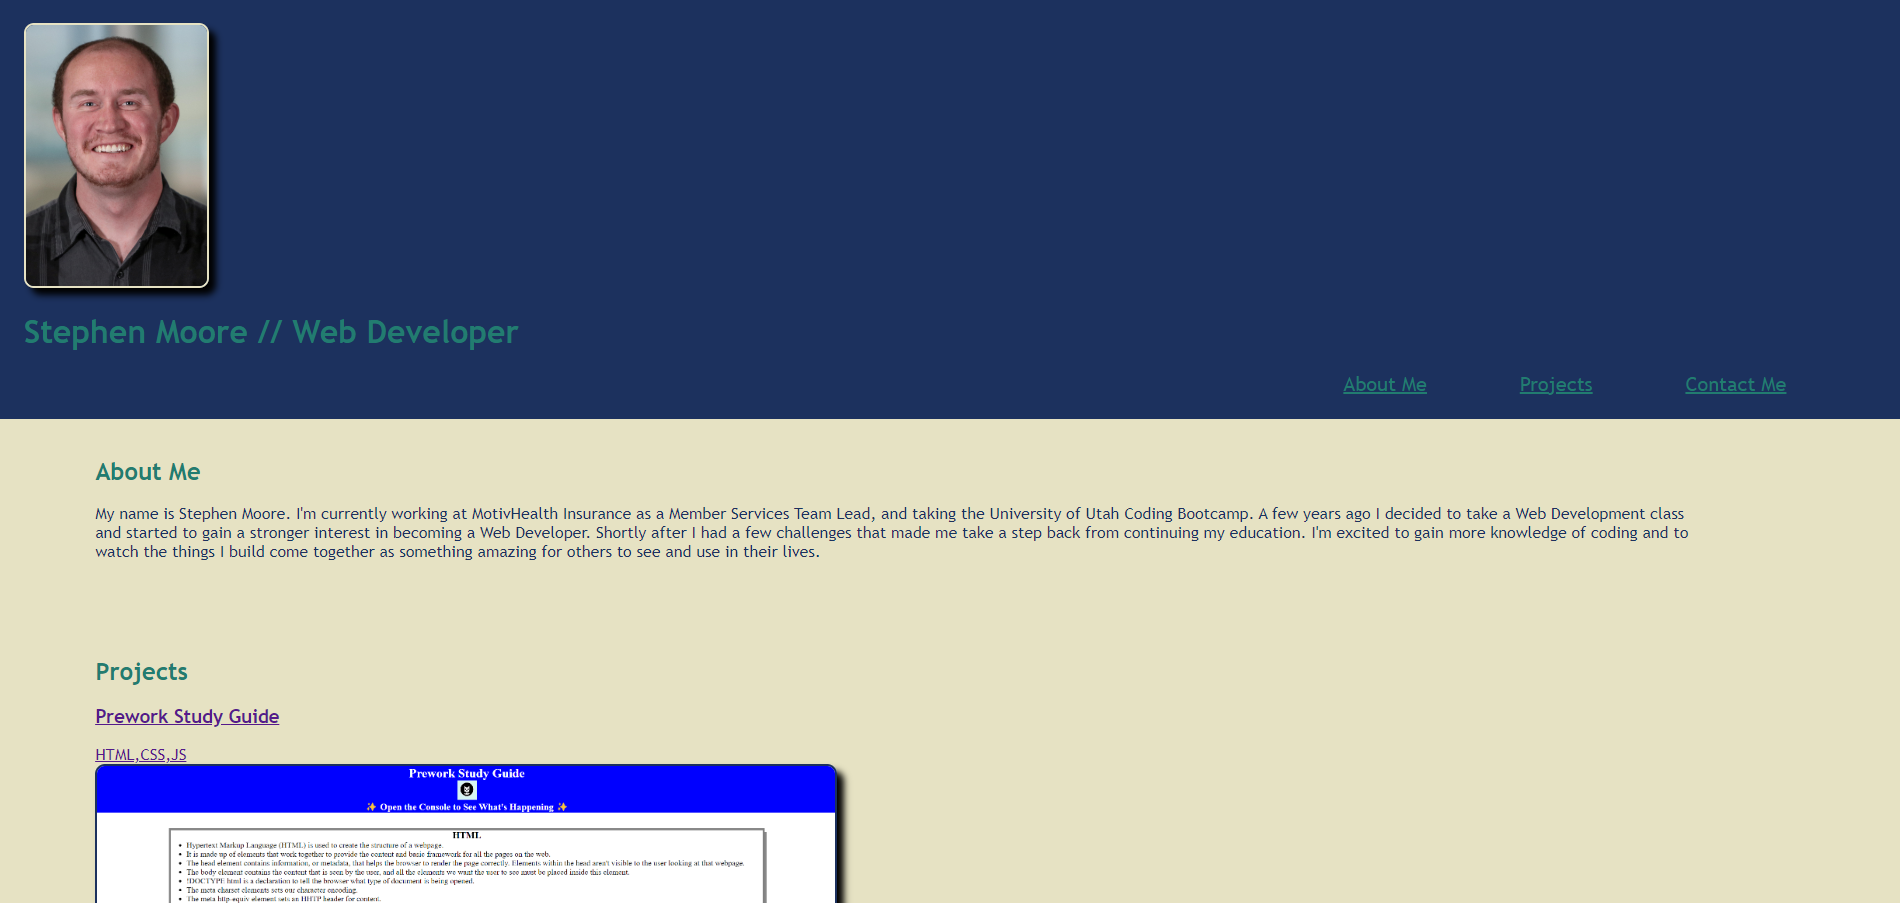 Stephen Moore // Web Developer
About Me
Projects
Contact Me
About Me
My name is Stephen Moore. I'm currently working at MotivHealth Insurance as a Member Services Team Lead, and taking the University of Utah Coding Bootcamp. A few years ago I decided to take a Web Development class
and started to gain a stronger interest in becoming a Web Developer. Shortly after I had a few challenges that made me take a step back from continuing my education. I'm excited to gain more knowledge of coding and to
watch the things I build come together as something amazing for others to see and use in their lives.
Projects
Prework Study Guide
HTML,CSS,JS
Prework Study Guide
✨ Open the Console to See What's Happening ✨
HTML
• Hypertext Markup Language (HTML) is used to create the structure of a webpage.
• It is made up of elements that work together to provide the content and basic framework for all the pages on the web.
• The head element contains information, or metadata, that helps the browser to render the page correctly. Elements within the head aren't visible to the user looking at that webpage.
• The body element contains the content that is seen by the user, and all the elements we want the user to see must be placed inside this element.
• !DOCTYPE html is a declaration to tell the browser what type of document is being opened.
• The meta charset elements sets our character encoding.
• The meta http-equiv element sets an HHTP header for content.